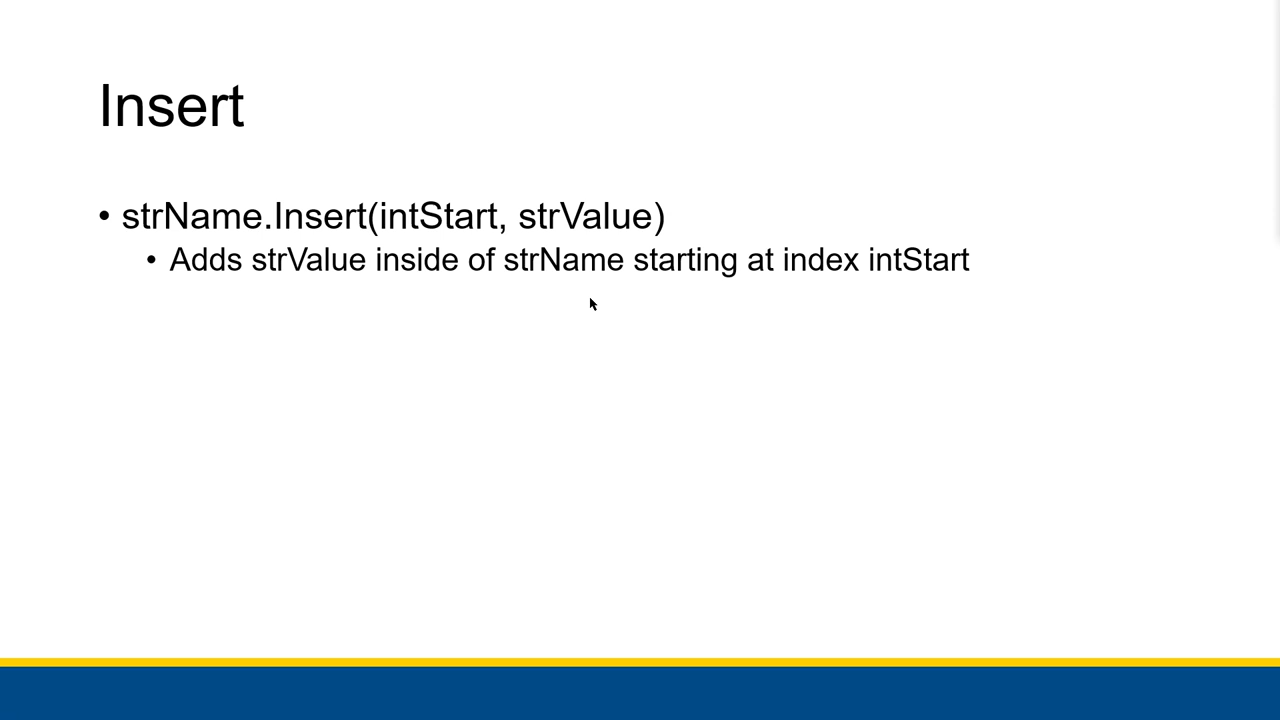 Insert
• strName.Insert(intStart, strValue)
• Adds strValue inside of strName starting at index intStart